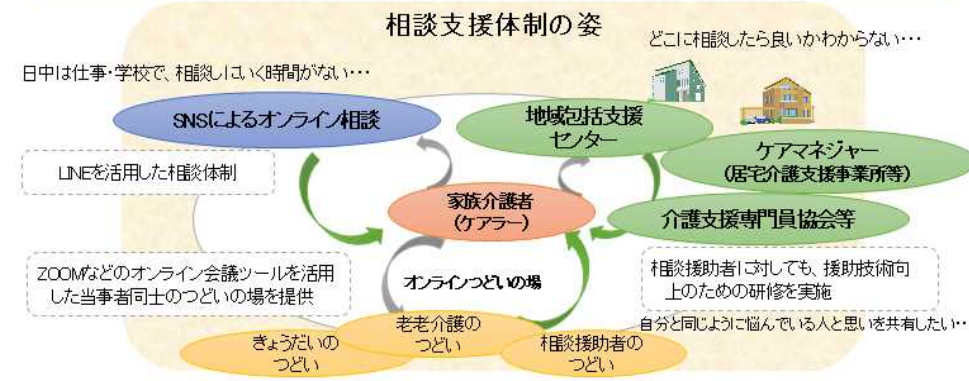 相談支援体制の姿
どこに相談したら良いかわからない…
日中は仕事・学校で、相談しにいく時間がない…
SNSによるオンライン相談
地域包括支援
センター
ケアマネジャー
(居宅介護支援事業所等)
LINEを活用した相談体制
家族介護者
(ケアラー)
介護支援専門員協会等
ZOOMなどのオンライン会議ツールを活用
した当事者同士のつどいの場を提供
オンラインつどいの場
相談援助者に対しても、援助技術向
上のための研修を実施
自分と同じように悩んでいる人と思いを共有したい…
老老介護の
つどい
きょうだいの
つどい
相談援助者の
つどい